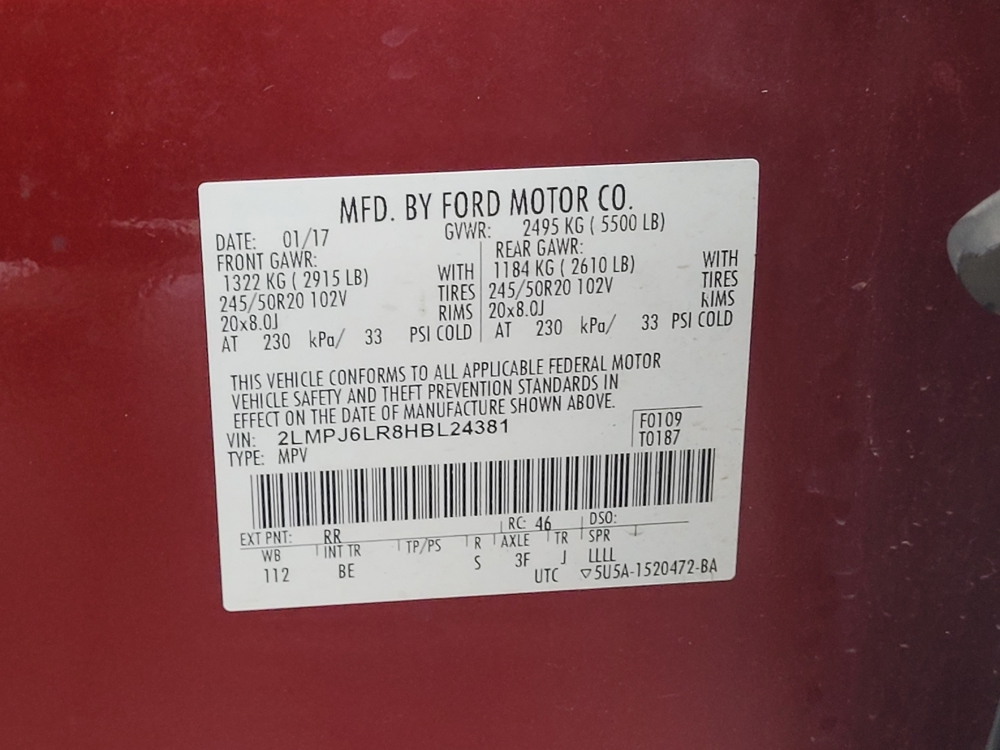 MFD. BY FORD MOTOR CO.
DATE: 01/17 GVWR: 2495 KG ( 5500 LB)
FRONT GAWR: REAR GAWR:
1322 KG ( 2915 LB) WITH 1184 KG ( 2610 LB) WITH
245/50R20 102V TIRES 245/50R20 102V TIRES
20x8.0J RIMS 20x8.0J RIMS
AT 230 kPa/ 33 PSI COLD AT 230 kPa/ 33 PSI COLD
THIS VEHICLE CONFORMS TO ALL APPLICABLE FEDERAL MOTOR
VEHICLE SAFETY AND THEFT PREVENTION STANDARDS IN
EFFECT ON THE DATE OF MANUFACTURE SHOWN ABOVE.
VIN: 2LMPJ6LR8HBL24381 F0109
TYPE: MPV T0187
EXT PNT: RR RC: 46 DSO:
WB INT TR TP/PS R AXLE TR SPR
112 BE S 3F J LLLL
UTC ▽5U5A-1520472-BA